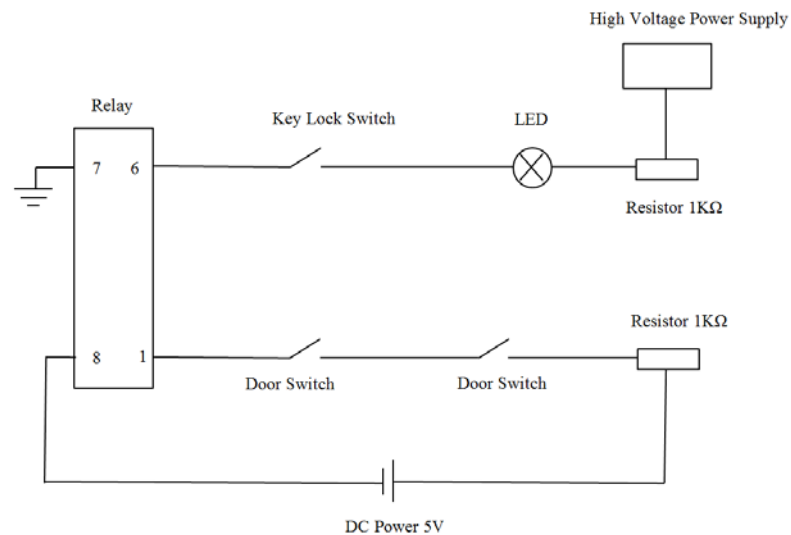 High Voltage Power Supply
Relay
Key Lock Switch
LED
7 6
Resistor 1KΩ
Resistor 1KΩ
8 1
Door Switch
Door Switch
DC Power 5V